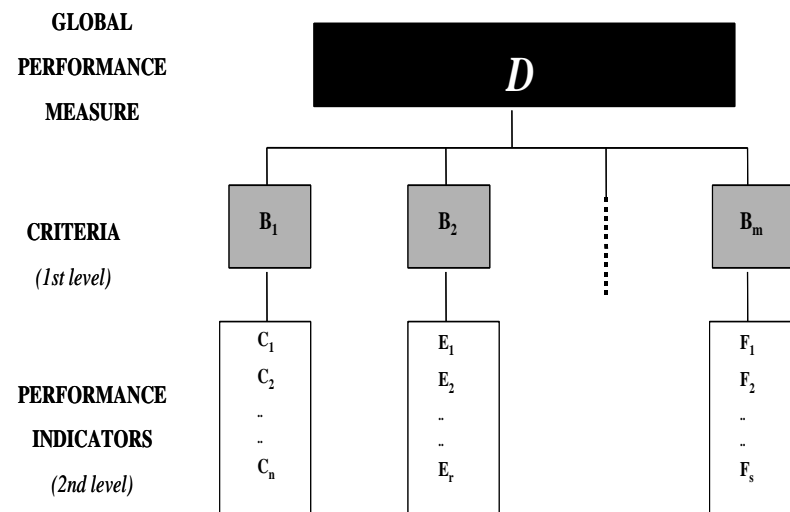 GLOBAL
PERFORMANCE
MEASURE
D
CRITERIA
(1st level)
B1
B2
Bm
PERFORMANCE
INDICATORS
(2nd level)
C1
C2
..
..
Cn
E1
E2
..
..
Er
F1
F2
..
..
Fs